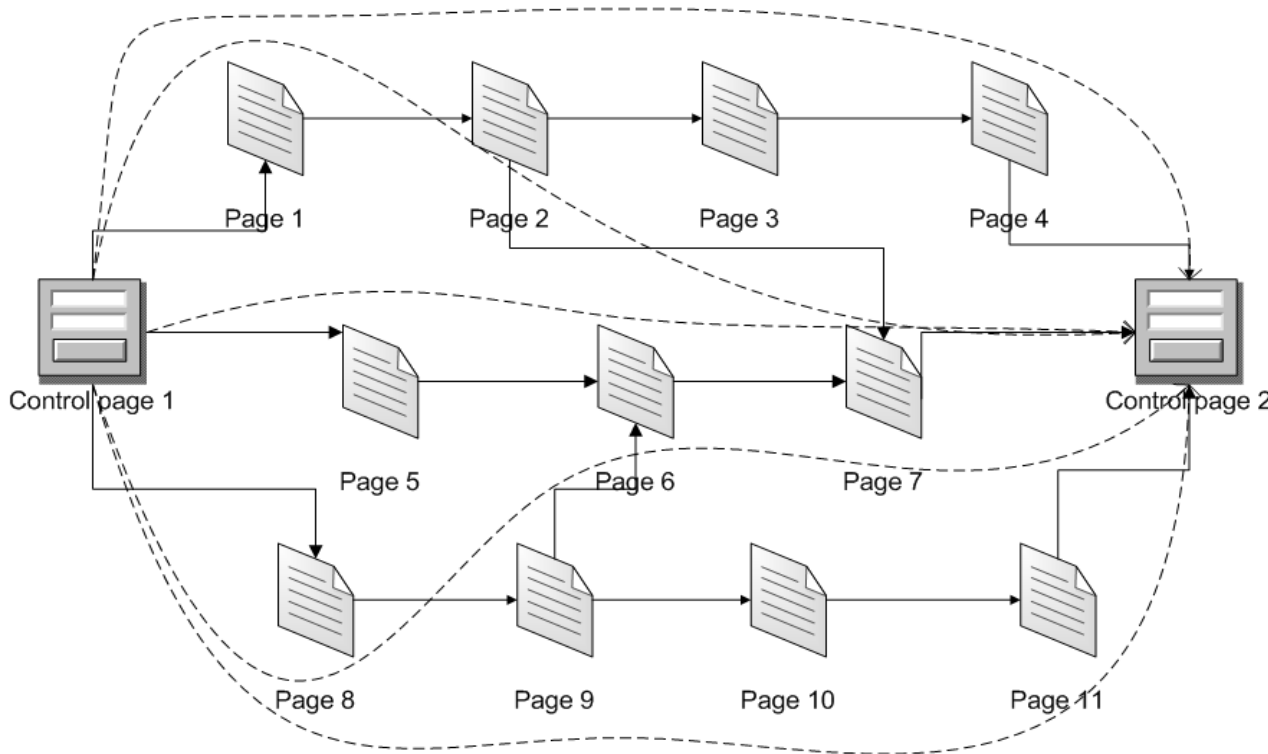 Page 1
Page 2
Page 3
Page 4
Control page 1
Control page 2
Page 5
Page 6
Page 7
Page 8
Page 9
Page 10
Page 11